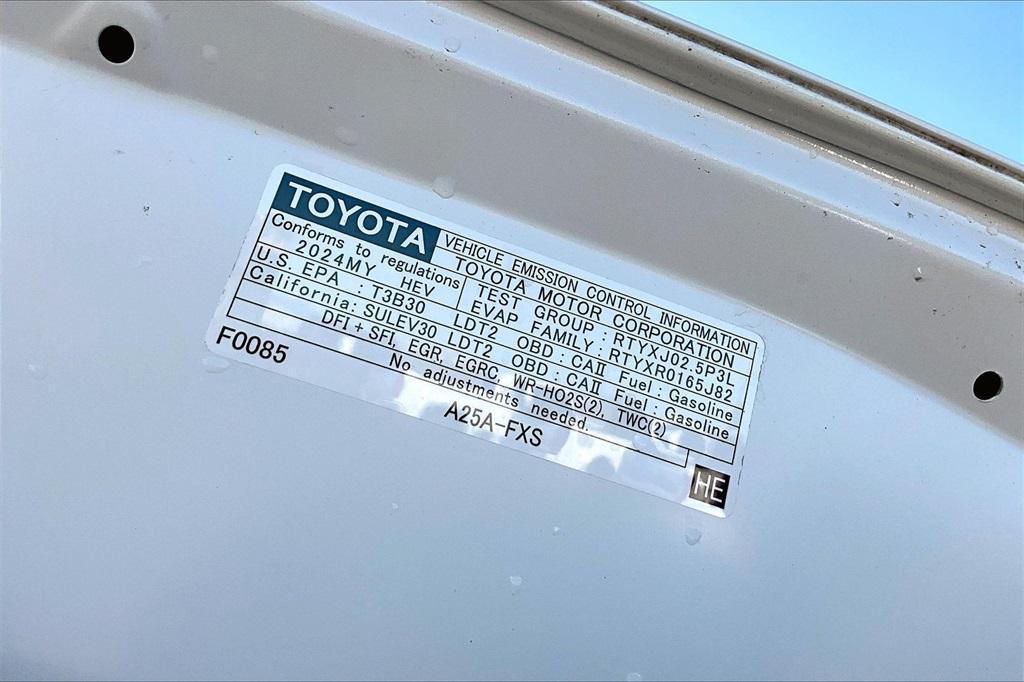 TOYOTA VEHICLE EMISSION CONTROL INFORMATION
TOYOTA MOTOR CORPORATION
Conforms to regulations TEST GROUP : RTYXJ02.5P3L
2024MY HEV EVAP FAMILY : RTYXR0165J82
U.S. EPA : T3B30 LDT2 OBD : CAII Fuel : Gasoline
California: SULEV30 LDT2 OBD : CAII Fuel : Gasoline
DFI + SFI, EGR, EGRC, WR-HO2S(2), TWC(2)
No adjustments needed.
F0085 A25A-FXS HE